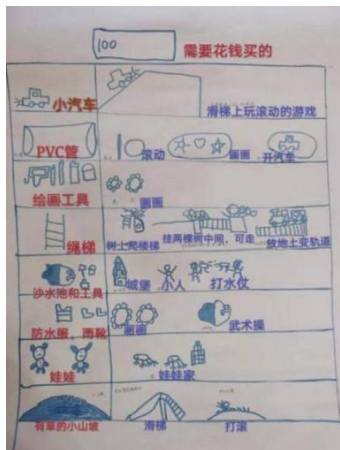 100
需要花钱买的
小汽车
滑梯上玩滚动的游戏
PVC管
滚动
画画
开汽车
绘画工具
画画
绳梯
树上爬楼梯
挂两棵树中间，可走
放地上变轨道
沙水池和工具
城堡
小人
打水仗
防水服，雨靴
画画
武术操
娃娃
娃娃家
有草的小山坡
滑梯
打滚